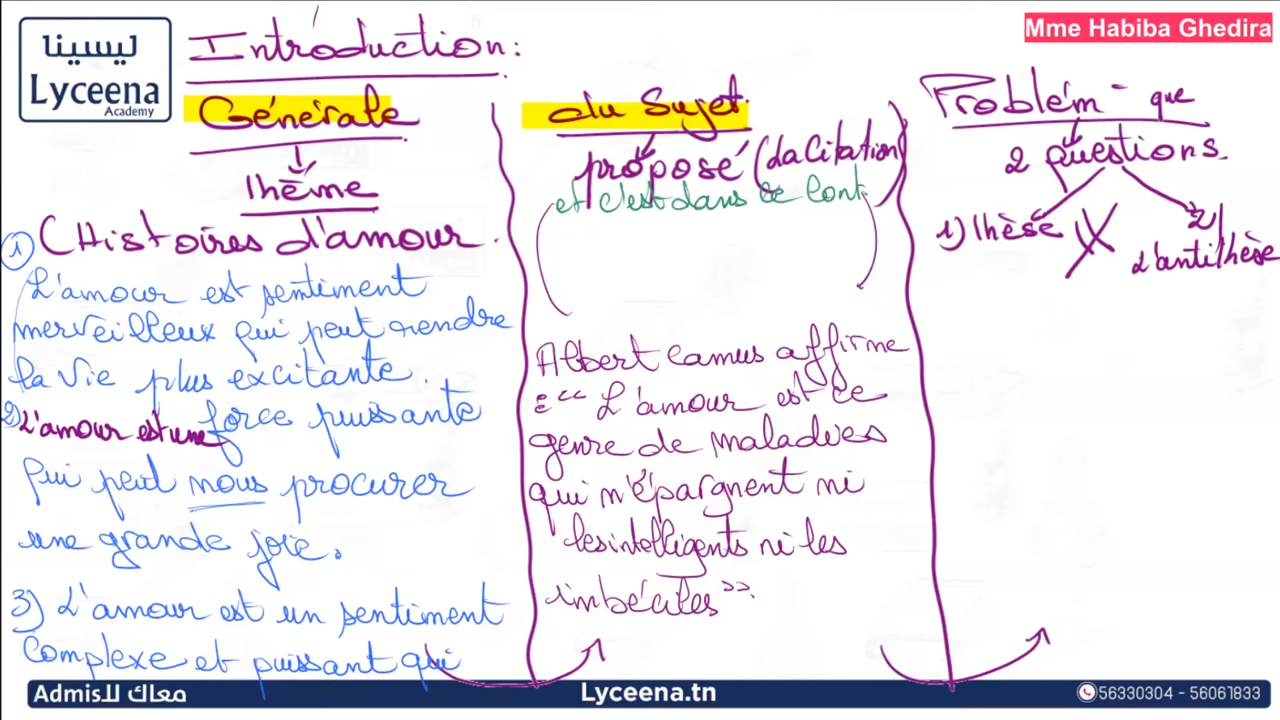 ليسينا
Lyceena
Academy
Mme Habiba Ghedira
Introduction:
Générale
Thème
(Histoires d'amour.
1) L'amour est sentiment
merveilleux qui peut rendre
la vie plus excitante.
2) L'amour est une force puissante
qui peut nous procurer
une grande joie.
3) L'amour est un sentiment
complexe et puissant qui
du Sujet.
proposé (la Citation)
et c'est dans ce cont
Albert Camus affirme
: " L'amour est ce
genre de maladies
qui n'épargnent ni
les intelligents ni les
imbéciles ".
Problém - que
2 questions.
1) thèse
2/
L'antithèse
معاك للـAdmis
Lyceena.tn
56330304 - 56061833